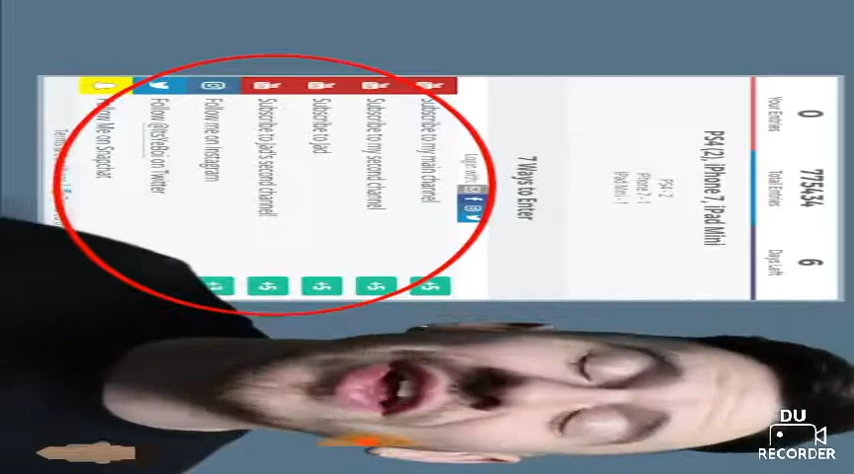 0 775434 6
Your Entries Total Entries Days Left
PS4 (2), iPhone 7, iPad Mini
PS4 - 2
iPhone 7 - 1
iPad Mini - 1
7 Ways to Enter
Login with:
Subscribe to my main channel +5
Subscribe to my second channel +5
Subscribe to Jad +5
Subscribe to Jad's second channel! +5
Follow me on Instagram
Follow @ItsYeBoi on Twitter
Follow Me on Snapchat
DU
RECORDER